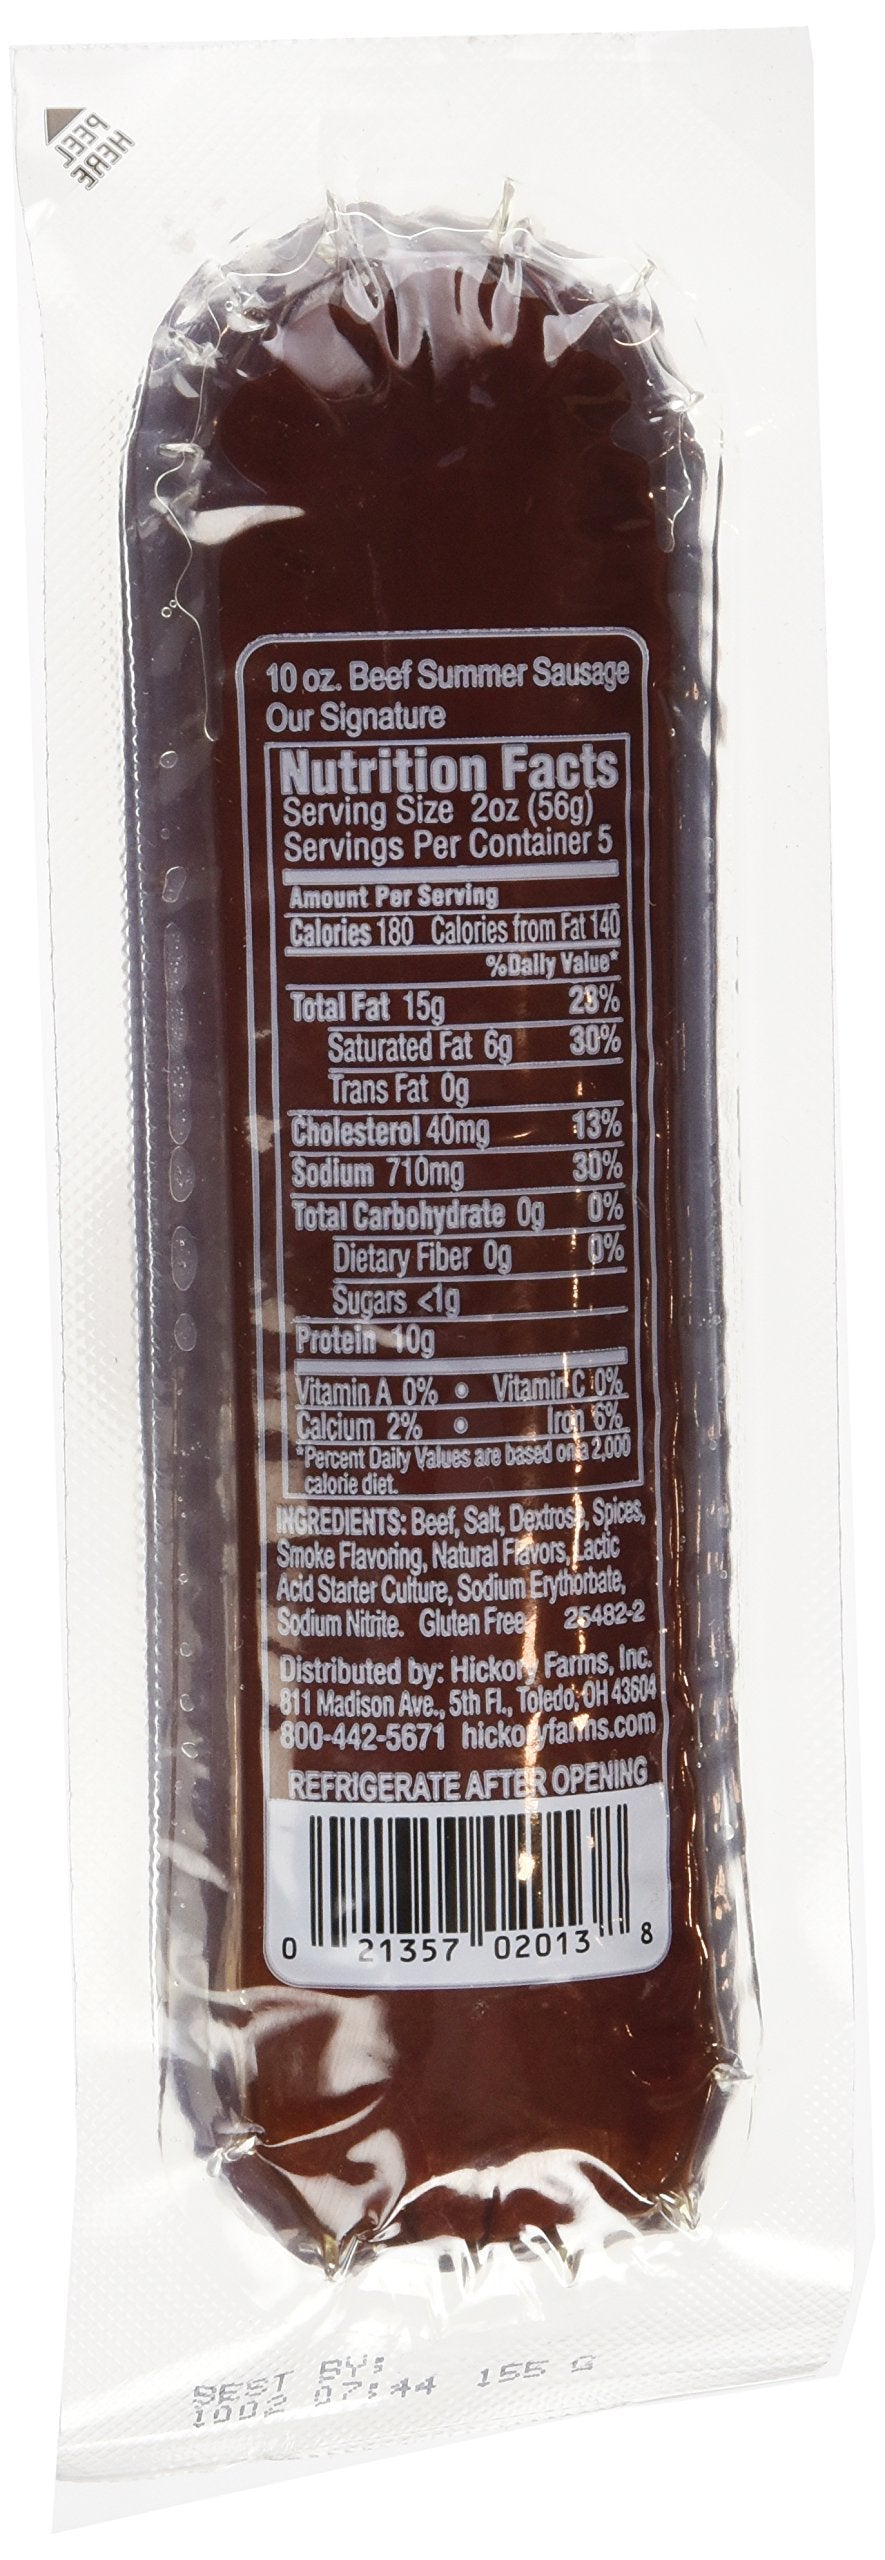 PEEL
HERE
10 oz. Beef Summer Sausage
Our Signature
Nutrition Facts
Serving Size 2oz (56g)
Servings Per Container 5
Amount Per Serving
Calories 180 Calories from Fat 140
%Daily Value*
Total Fat 15g 23%
Saturated Fat 6g 30%
Trans Fat 0g
Cholesterol 40mg 13%
Sodium 710mg 30%
Total Carbohydrate 0g 0%
Dietary Fiber 0g 0%
Sugars <1g
Protein 10g
Vitamin A 0% • Vitamin C 0%
Calcium 2% • Iron 6%
*Percent Daily Values are based on a 2,000
calorie diet.
INGREDIENTS: Beef, Salt, Dextrose, Spices,
Smoke Flavoring, Natural Flavors, Lactic
Acid Starter Culture, Sodium Erythorbate,
Sodium Nitrite. Gluten Free. 25482-2
Distributed by: Hickory Farms, Inc.
811 Madison Ave., 5th Fl., Toledo, OH 43604
800-442-5671 hickoryfarms.com
REFRIGERATE AFTER OPENING
0 21357 02013 8
BEST BY:
1002 07:44 155 G